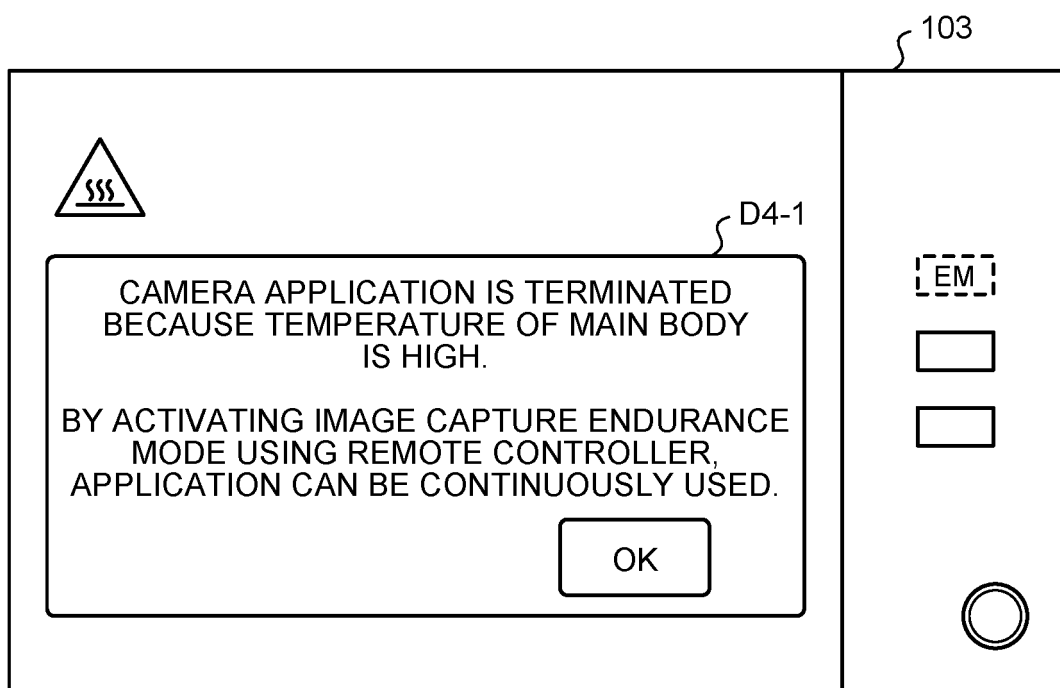 103
D4-1
CAMERA APPLICATION IS TERMINATED
BECAUSE TEMPERATURE OF MAIN BODY
IS HIGH.
BY ACTIVATING IMAGE CAPTURE ENDURANCE
MODE USING REMOTE CONTROLLER,
APPLICATION CAN BE CONTINUOUSLY USED.
OK
EM